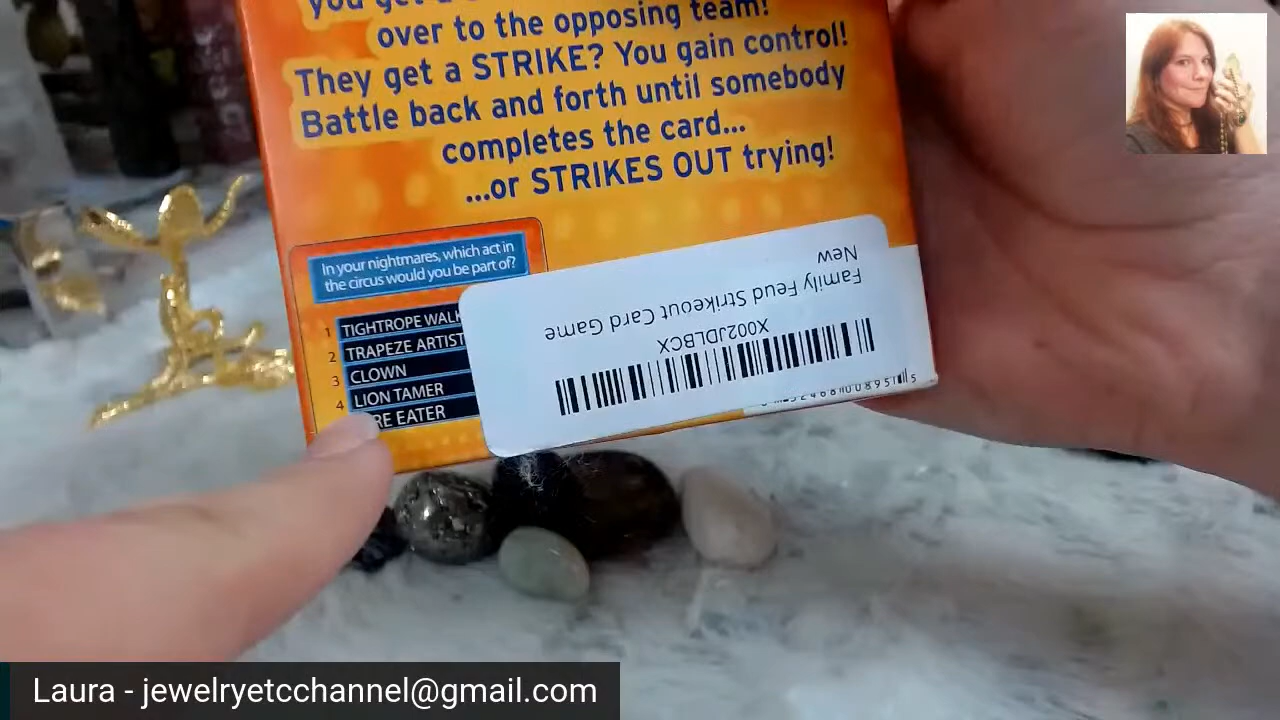 you get a
over to the opposing team!
They get a STRIKE? You gain control!
Battle back and forth until somebody
completes the card...
...or STRIKES OUT trying!
In your nightmares, which act in
the circus would you be part of?
1 TIGHTROPE WALK
2 TRAPEZE ARTIST
3 CLOWN
4 LION TAMER
RE EATER
X002JDLBCX
Family Feud Strikeout Card Game
New
Laura - jewelryetcchannel@gmail.com